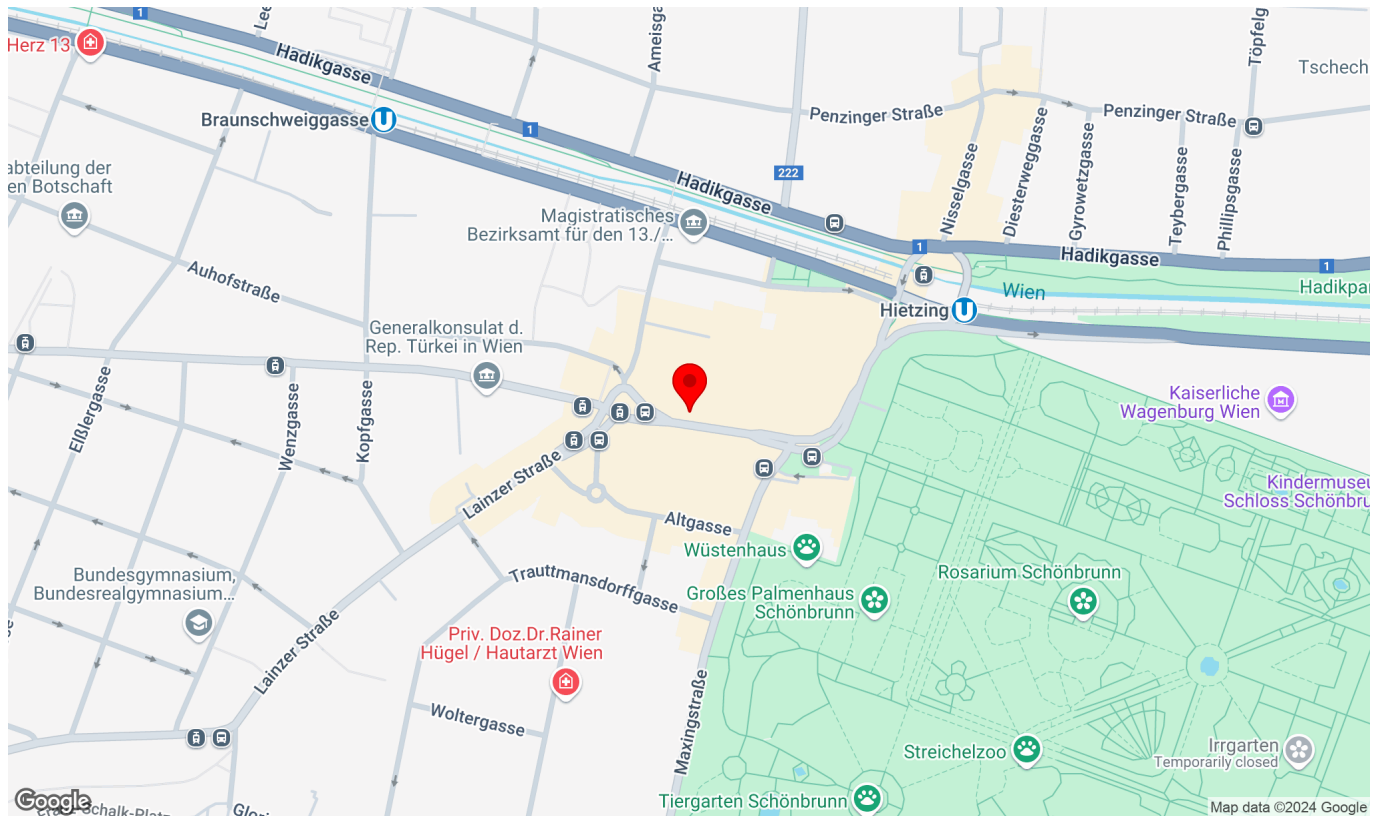 1
Herz 13
Hadikgasse
Töpfelg
Tschech
Penzinger Straße
Penzinger Straße
Braunschweiggasse
U
1
222
Nisselgasse
Diesterweggasse
Gyrowetzgasse
Teybergasse
Phillipsgasse
abteilung der
en Botschaft
Hadikgasse
Magistratisches
Bezirksamt für den 13./...
1
Hadikgasse
1
Auhofstraße
Wien
Hadikpar
Hietzing
U
Generalkonsulat d.
Rep. Türkei in Wien
Elßlergasse
Wenzgasse
Kopfgasse
Kaiserliche
Wagenburg Wien
Lainzer Straße
Kindermuseu
Schloss Schönbru
Altgasse
Wüstenhaus
Trauttmansdorffgasse
Rosarium Schönbrunn
Großes Palmenhaus
Schönbrunn
Bundesgymnasium,
Bundesrealgymnasium...
Priv. Doz.Dr.Rainer
Hügel / Hautarzt Wien
Lainzer Straße
Woltergasse
Maxingstraße
Streichelzoo
Irrgarten
Temporarily closed
Tiergarten Schönbrunn
Google
Map data ©2024 Google